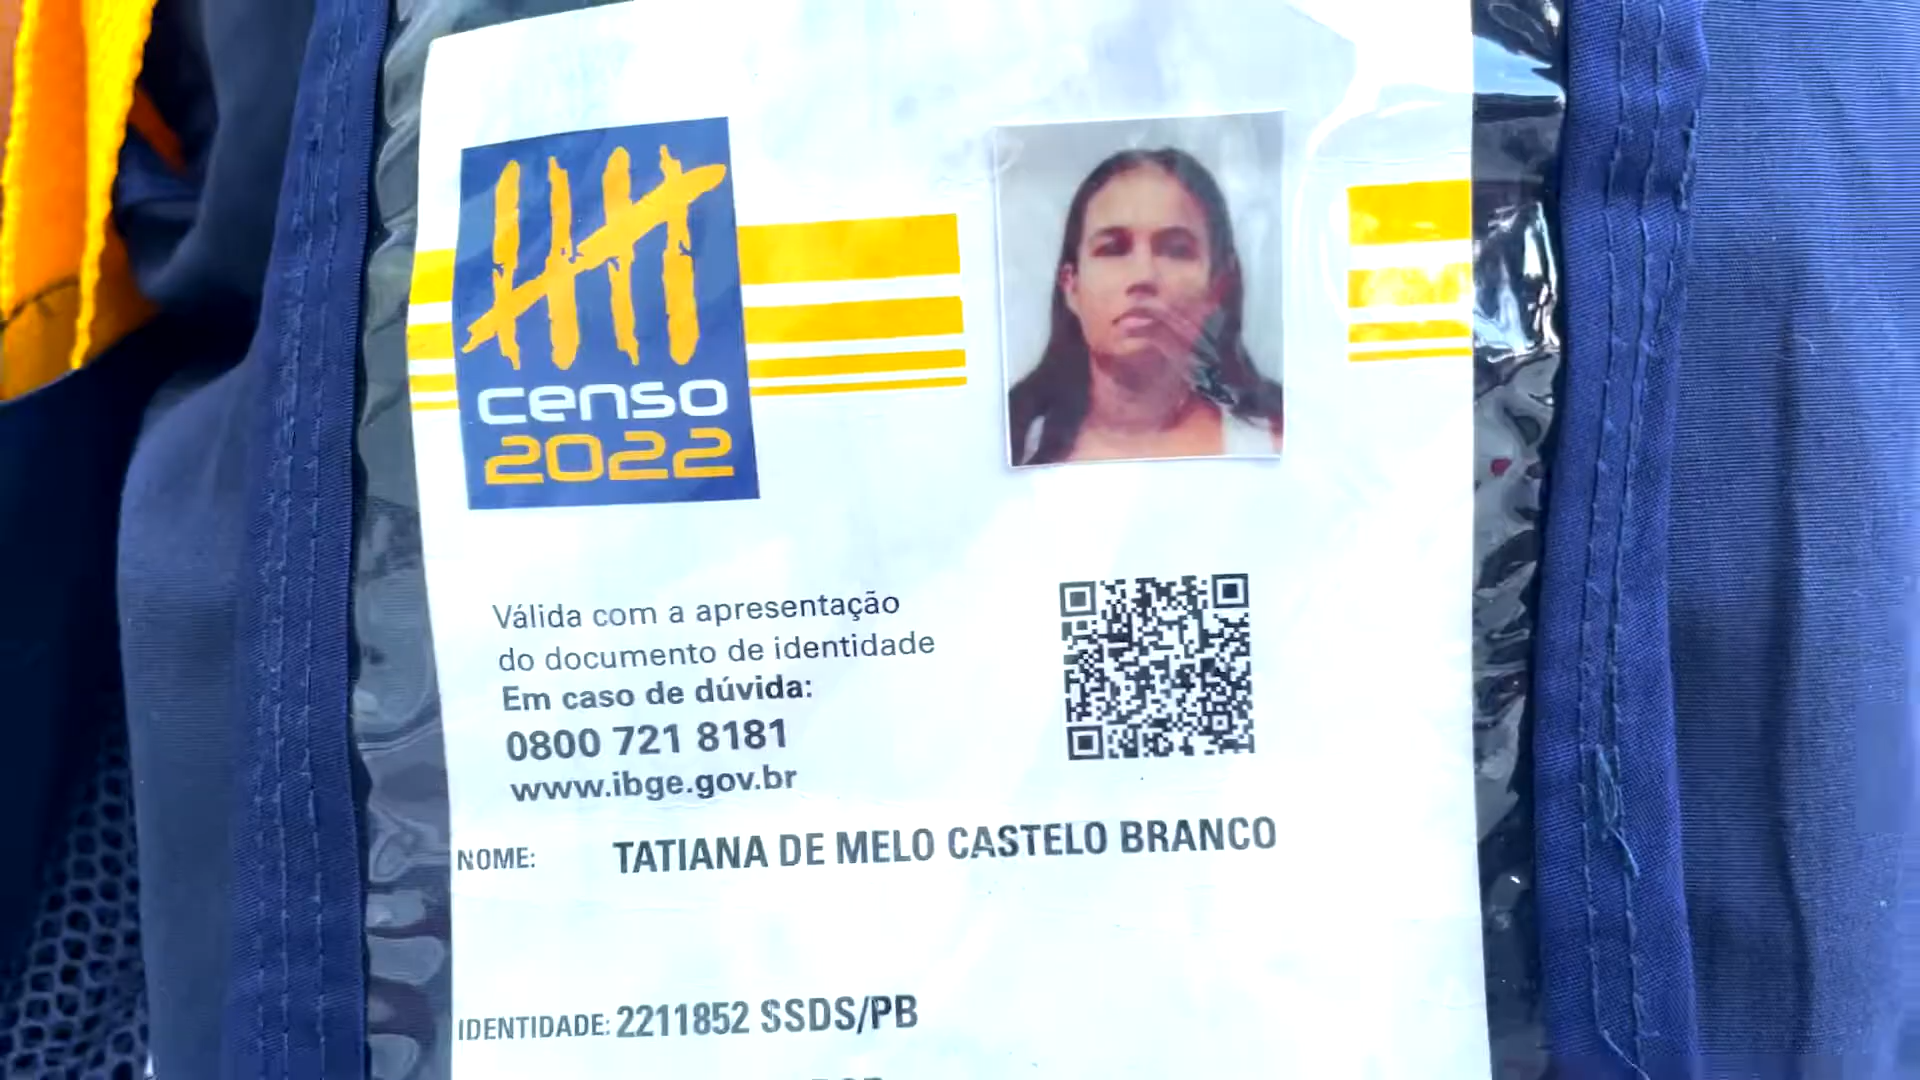 censo
2022
Válida com a apresentação
do documento de identidade
Em caso de dúvida:
0800 721 8181
www.ibge.gov.br
NOME: TATIANA DE MELO CASTELO BRANCO
IDENTIDADE: 2211852 SSDS/PB